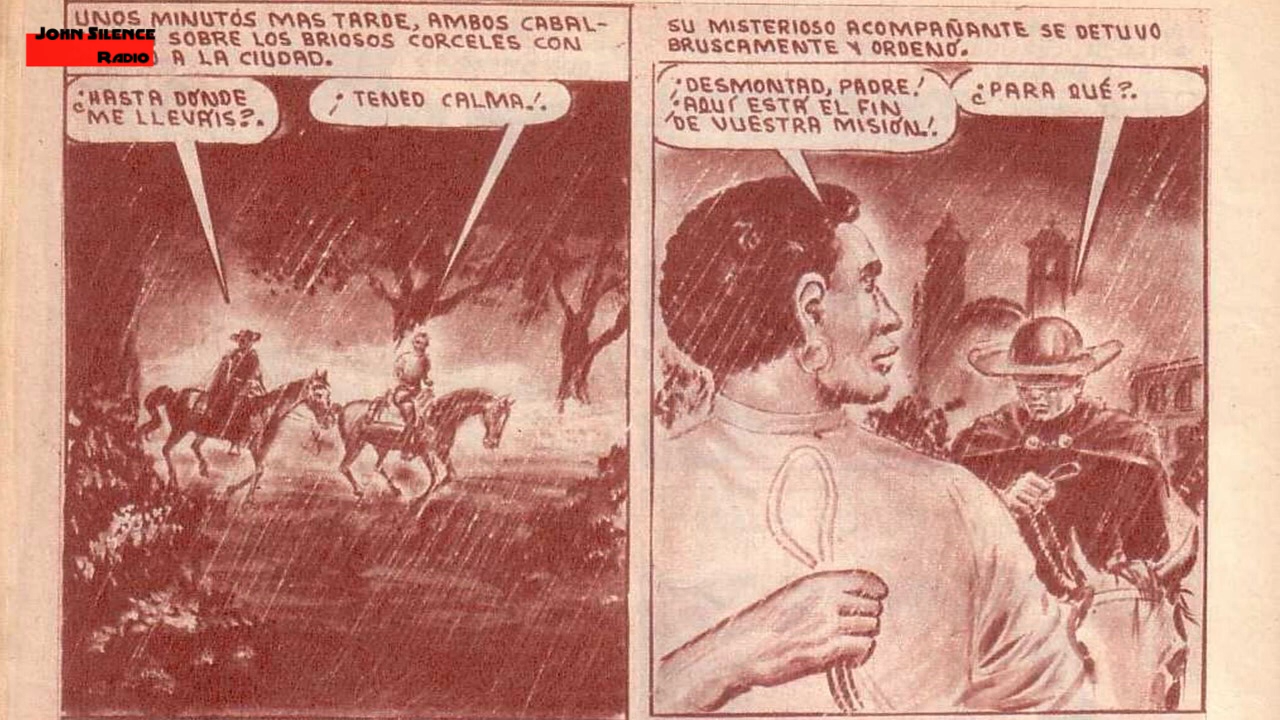 UNOS MINUTÓS MAS TARDE, AMBOS CABAL-
SOBRE LOS BRIOSOS CORCELES CON
A LA CIUDAD.
JOHN SILENCE
RADIO
¿HASTA DONDE
ME LLEVAIS?.
¡TENED CALMA!.
SU MISTERIOSO ACOMPAÑANTE SE DETUVO
BRUSCAMENTE Y ORDENÓ.
¡DESMONTAD, PADRE!
¡AQUÍ ESTÁ EL FIN
DE VUESTRA MISIÓN!.
¿PARA QUÉ?.